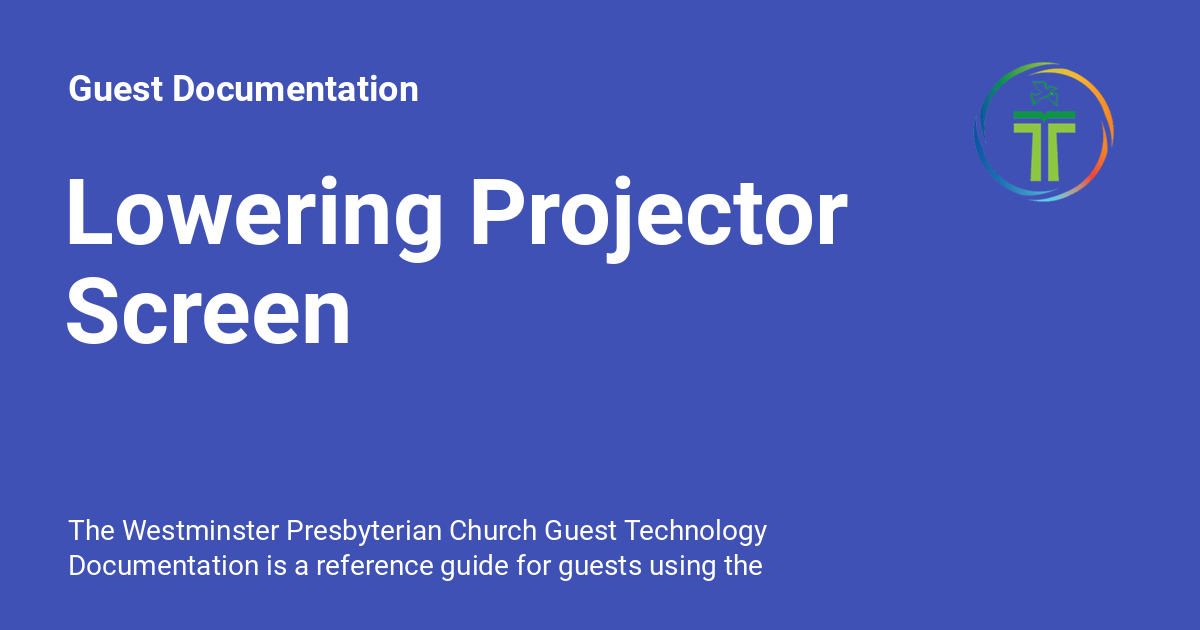 Guest Documentation
Lowering Projector
Screen
The Westminster Presbyterian Church Guest Technology
Documentation is a reference guide for guests using the